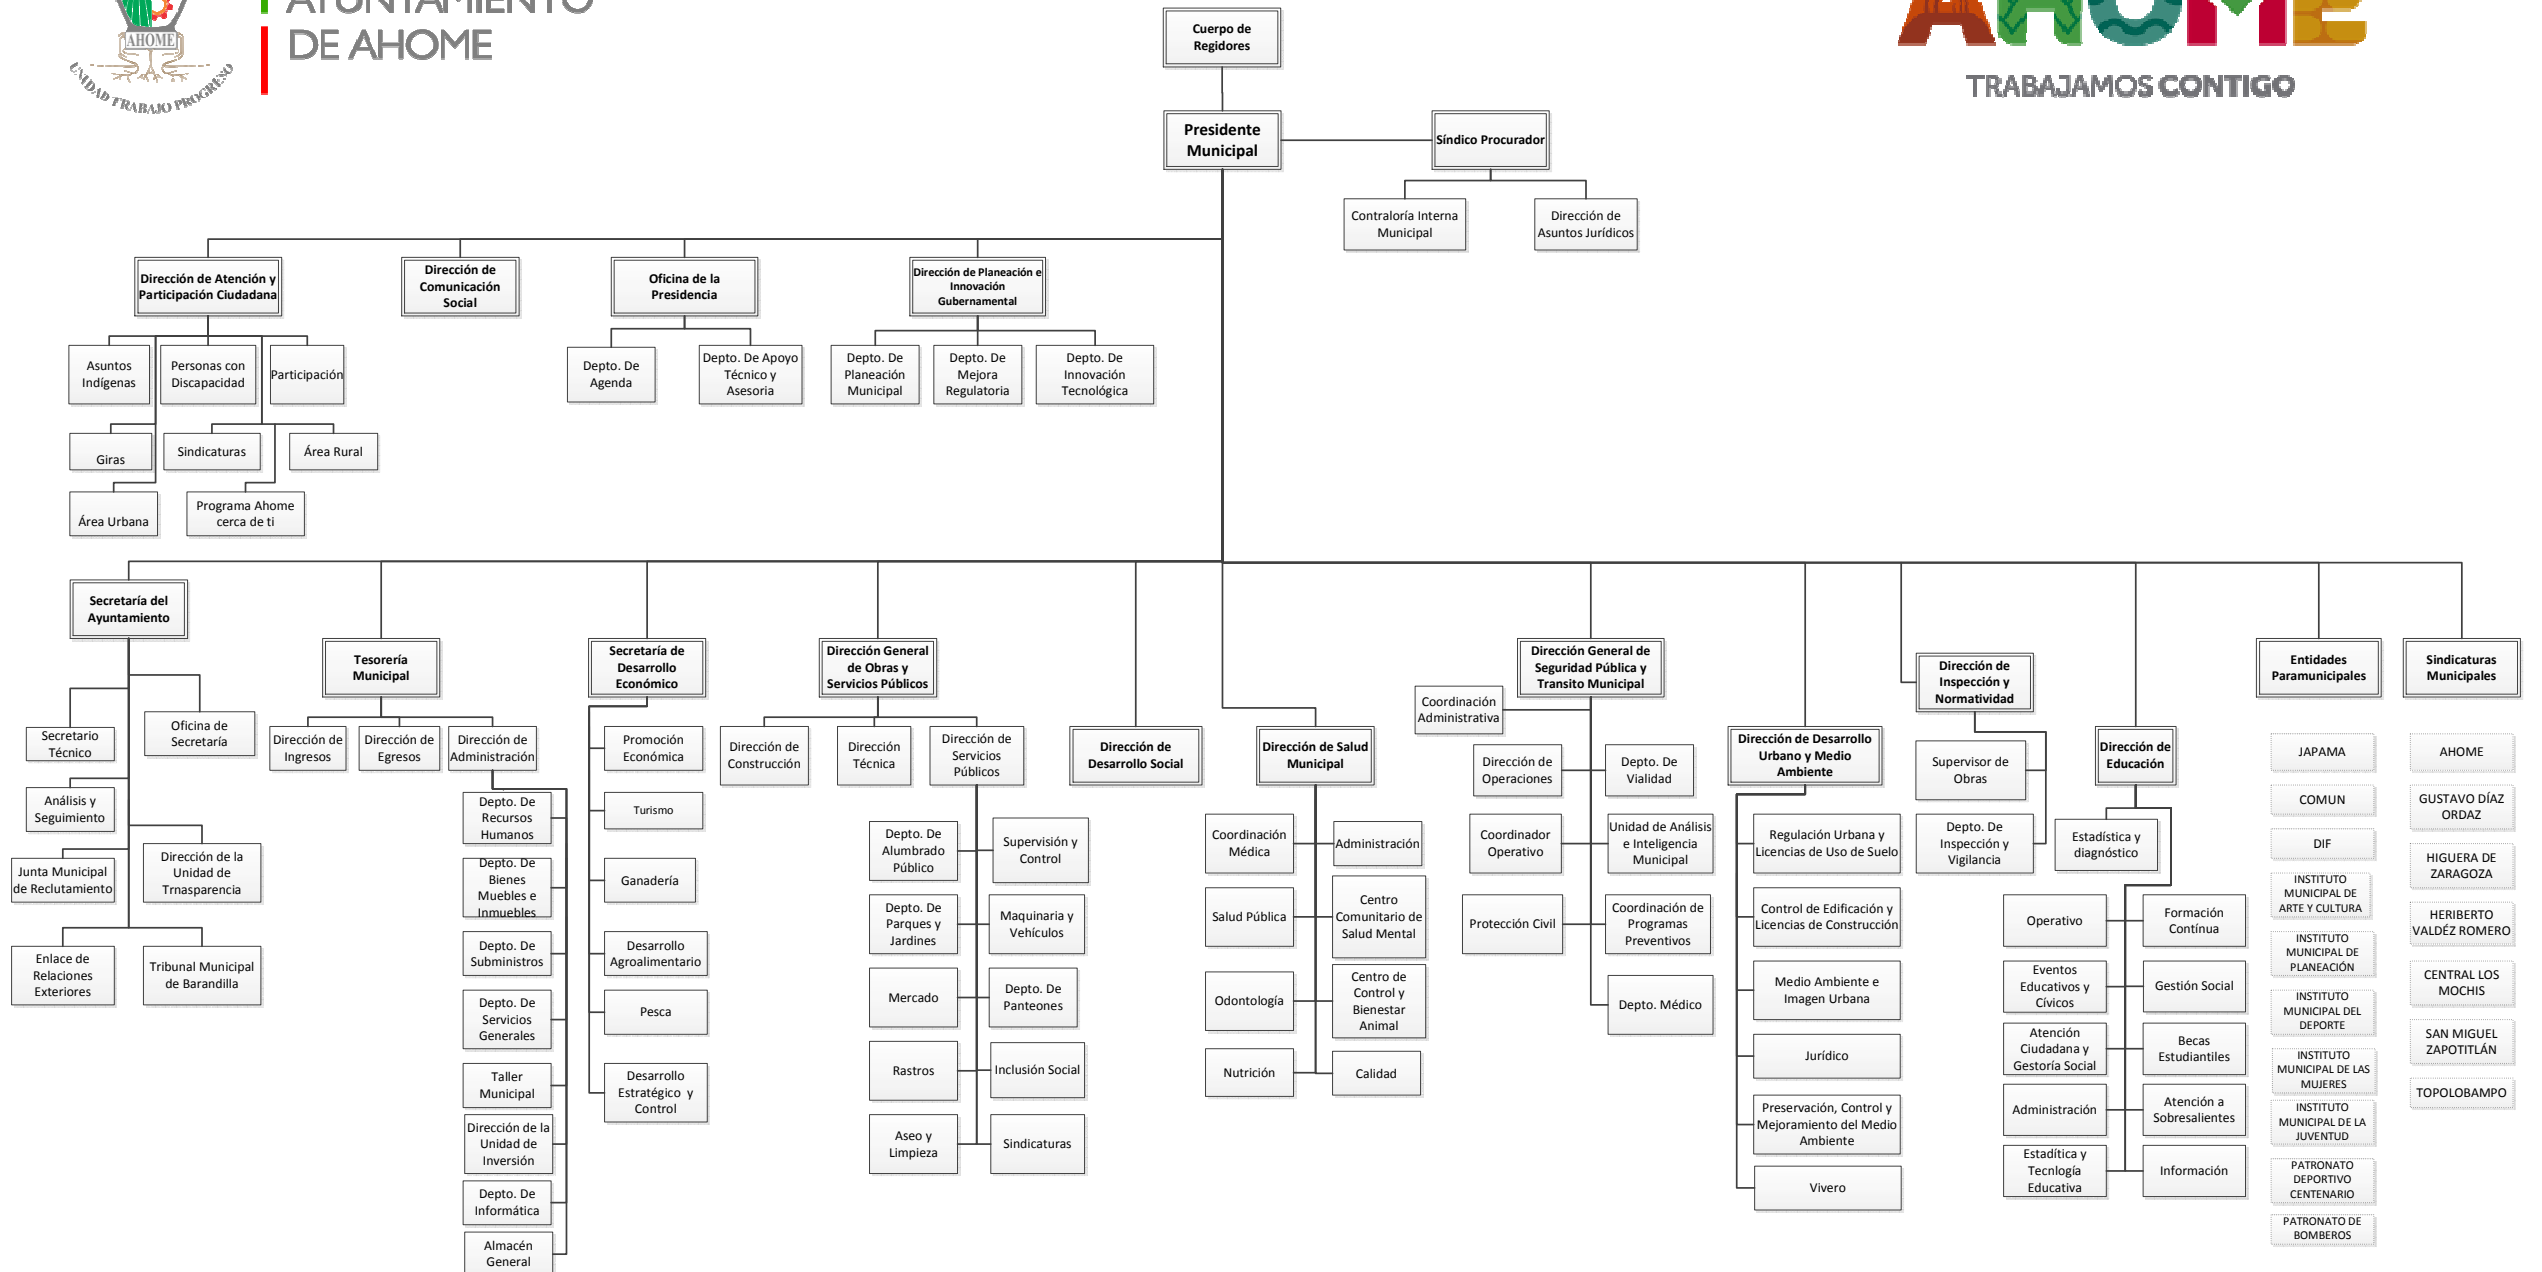 AYUNTAMIENTO
DE AHOME
AHOME
UNIDAD TRABAJO PROGRESO
AHOME
TRABAJAMOS CONTIGO
Cuerpo de
Regidores
Presidente
Municipal
Síndico Procurador
Contraloría Interna
Municipal
Dirección de
Asuntos Jurídicos
Dirección de Atención y
Participación Ciudadana
Dirección de
Comunicación
Social
Oficina de la
Presidencia
Dirección de Planeación e
Innovación
Gubernamental
Asuntos
Indígenas
Personas con
Discapacidad
Participación
Giras
Sindicaturas
Área Rural
Área Urbana
Programa Ahome
cerca de ti
Depto. De
Agenda
Depto. De Apoyo
Técnico y
Asesoria
Depto. De
Planeación
Municipal
Depto. De
Mejora
Regulatoria
Depto. De
Innovación
Tecnológica
Secretaría del
Ayuntamiento
Secretario
Técnico
Oficina de
Secretaría
Análisis y
Seguimiento
Junta Municipal
de Reclutamiento
Dirección de la
Unidad de
Trnasparencia
Enlace de
Relaciones
Exteriores
Tribunal Municipal
de Barandilla
Tesorería
Municipal
Dirección de
Ingresos
Dirección de
Egresos
Dirección de
Administración
Depto. De
Recursos
Humanos
Depto. De
Bienes
Muebles e
Inmuebles
Depto. De
Subministros
Depto. De
Servicios
Generales
Taller
Municipal
Dirección de la
Unidad de
Inversión
Depto. De
Informática
Almacén
General
Secretaría de
Desarrollo
Económico
Promoción
Económica
Turismo
Ganadería
Desarrollo
Agroalimentario
Pesca
Desarrollo
Estratégico y
Control
Dirección General
de Obras y
Servicios Públicos
Dirección de
Construcción
Dirección
Técnica
Dirección de
Servicios
Públicos
Depto. De
Alumbrado
Público
Supervisión y
Control
Depto. De
Parques y
Jardines
Maquinaria y
Vehículos
Mercado
Depto. De
Panteones
Rastros
Inclusión Social
Aseo y
Limpieza
Sindicaturas
Dirección de
Desarrollo Social
Dirección de Salud
Municipal
Coordinación
Médica
Administración
Salud Pública
Centro
Comunitario de
Salud Mental
Odontología
Centro de
Control y
Bienestar
Animal
Nutrición
Calidad
Dirección General de
Seguridad Pública y
Transito Municipal
Coordinación
Administrativa
Dirección de
Operaciones
Depto. De
Vialidad
Coordinador
Operativo
Unidad de Análisis
e Inteligencia
Municipal
Protección Civil
Coordinación de
Programas
Preventivos
Depto. Médico
Dirección de Desarrollo
Urbano y Medio
Ambiente
Regulación Urbana y
Licencias de Uso de Suelo
Control de Edificación y
Licencias de Construcción
Medio Ambiente e
Imagen Urbana
Jurídico
Preservación, Control y
Mejoramiento del Medio
Ambiente
Vivero
Dirección de
Inspección y
Normatividad
Supervisor de
Obras
Depto. De
Inspección y
Vigilancia
Dirección de
Educación
Estadística y
diagnóstico
Operativo
Formación
Contínua
Eventos
Educativos y
Cívicos
Gestión Social
Atención
Ciudadana y
Gestoría Social
Becas
Estudiantiles
Administración
Atención a
Sobresalientes
Estadítica y
Tecnlogía
Educativa
Información
Entidades
Paramunicipales
JAPAMA
COMUN
DIF
INSTITUTO
MUNICIPAL DE
ARTE Y CULTURA
INSTITUTO
MUNICIPAL DE
PLANEACIÓN
INSTITUTO
MUNICIPAL DEL
DEPORTE
INSTITUTO
MUNICIPAL DE LAS
MUJERES
INSTITUTO
MUNICIPAL DE LA
JUVENTUD
PATRONATO
DEPORTIVO
CENTENARIO
PATRONATO DE
BOMBEROS
Sindicaturas
Municipales
AHOME
GUSTAVO DÍAZ
ORDAZ
HIGUERA DE
ZARAGOZA
HERIBERTO
VALDÉZ ROMERO
CENTRAL LOS
MOCHIS
SAN MIGUEL
ZAPOTITLÁN
TOPOLOBAMPO